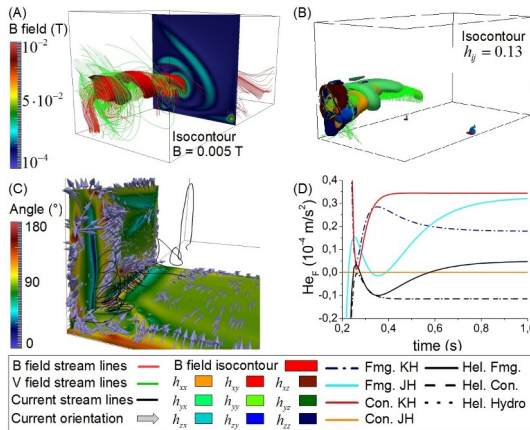 (A)
B field (T)
10⁻²
5·10⁻²
10⁻⁴
Isocontour
B = 0.005 T
(B)
Isocontour
h_ij = 0.13
(C)
Angle (°)
180
90
0
(D)
He_F (10⁻⁴ m/s²)
0,4
0,3
0,2
0,1
0,0
-0,1
-0,2
0,2 0,4 0,6 0,8 1,0
time (s)
B field stream lines
V field stream lines
Current stream lines
Current orientation
B field isocontour
h_xx h_xy h_xz
h_yx h_yy h_yz
h_zx h_zy h_zz
Fmg. KH
Fmg. JH
Con. KH
Con. JH
Hel. Fmg.
Hel. Con.
Hel. Hydro